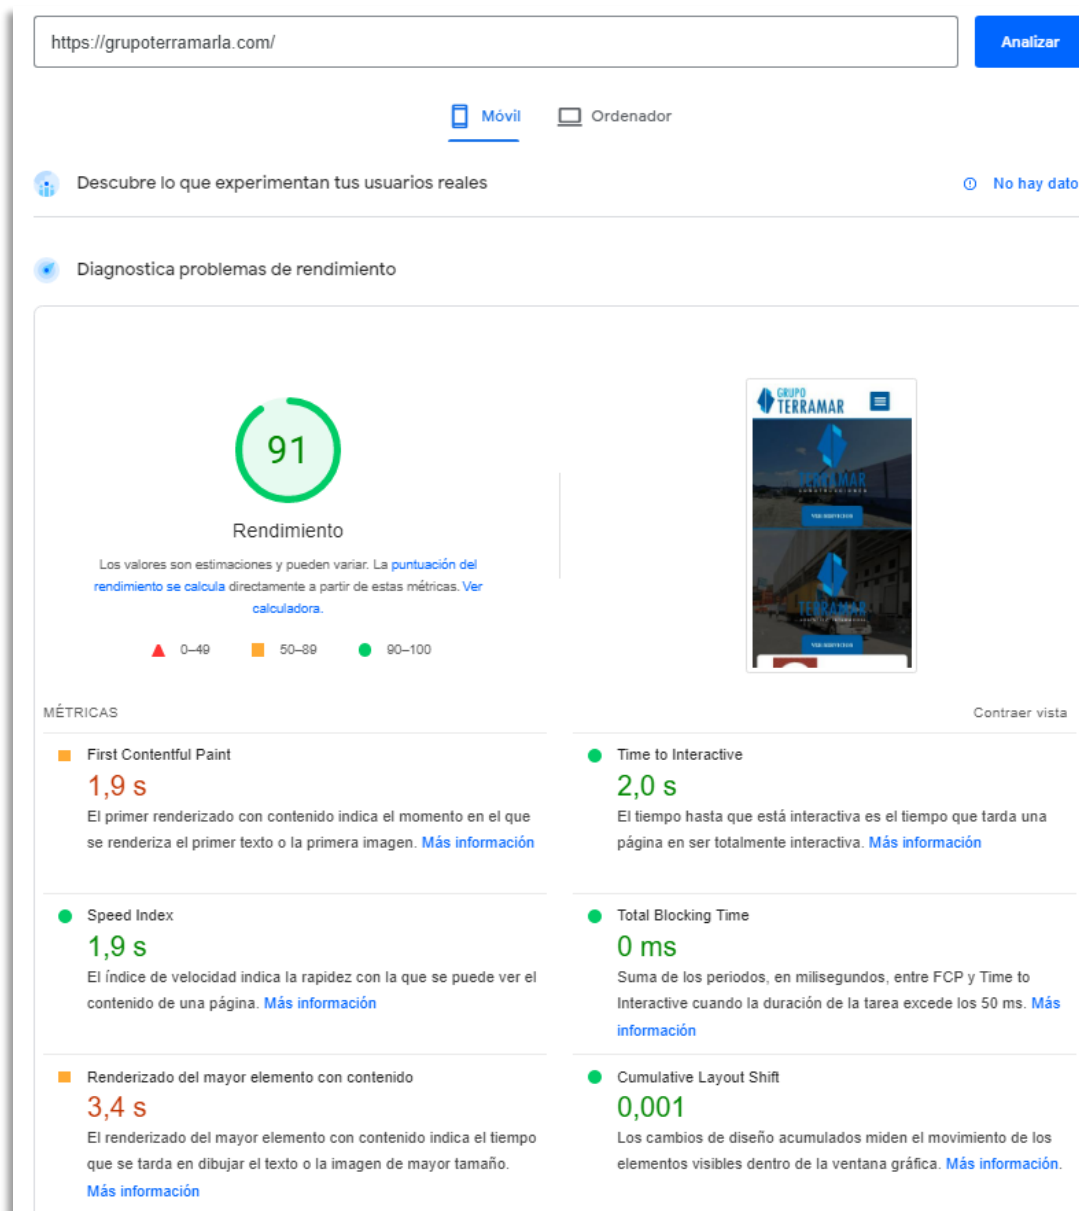 https://grupoterramarla.com/
Analizar
Móvil
Ordenador
Descubre lo que experimentan tus usuarios reales
No hay dato
Diagnostica problemas de rendimiento
91
Rendimiento
Los valores son estimaciones y pueden variar. La puntuación del
rendimiento se calcula directamente a partir de estas métricas. Ver
calculadora.
0–49
50–89
90–100
GRUPO
TERRAMAR
TERRAMAR
CONSTRUCCIONES
VER SERVICIOS
TERRAMAR
VER SERVICIOS
MÉTRICAS
Contraer vista
First Contentful Paint
1,9 s
El primer renderizado con contenido indica el momento en el que
se renderiza el primer texto o la primera imagen. Más información
Time to Interactive
2,0 s
El tiempo hasta que está interactiva es el tiempo que tarda una
página en ser totalmente interactiva. Más información
Speed Index
1,9 s
El índice de velocidad indica la rapidez con la que se puede ver el
contenido de una página. Más información
Total Blocking Time
0 ms
Suma de los periodos, en milisegundos, entre FCP y Time to
Interactive cuando la duración de la tarea excede los 50 ms. Más
información
Renderizado del mayor elemento con contenido
3,4 s
El renderizado del mayor elemento con contenido indica el tiempo
que se tarda en dibujar el texto o la imagen de mayor tamaño.
Más información
Cumulative Layout Shift
0,001
Los cambios de diseño acumulados miden el movimiento de los
elementos visibles dentro de la ventana gráfica. Más información.